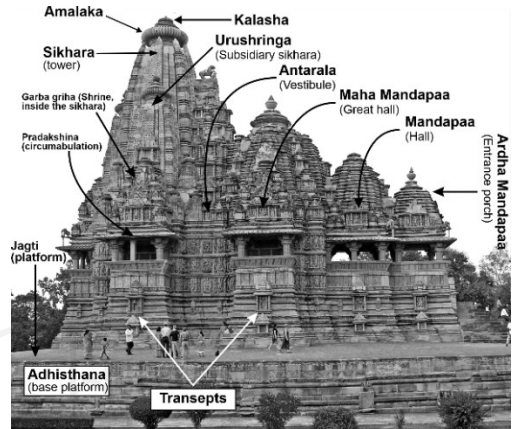 Amalaka
Kalasha
Urushringa
(Subsidiary sikhara)
Sikhara
(tower)
Antarala
(Vestibule)
Garba griha (Shrine,
inside the sikhara)
Maha Mandapaa
(Great hall)
Mandapaa
(Hall)
Pradakshina
(circumabulation)
Ardha Mandapaa
(Entrance porch)
Jagti
(platform)
Adhisthana
(base platform)
Transepts